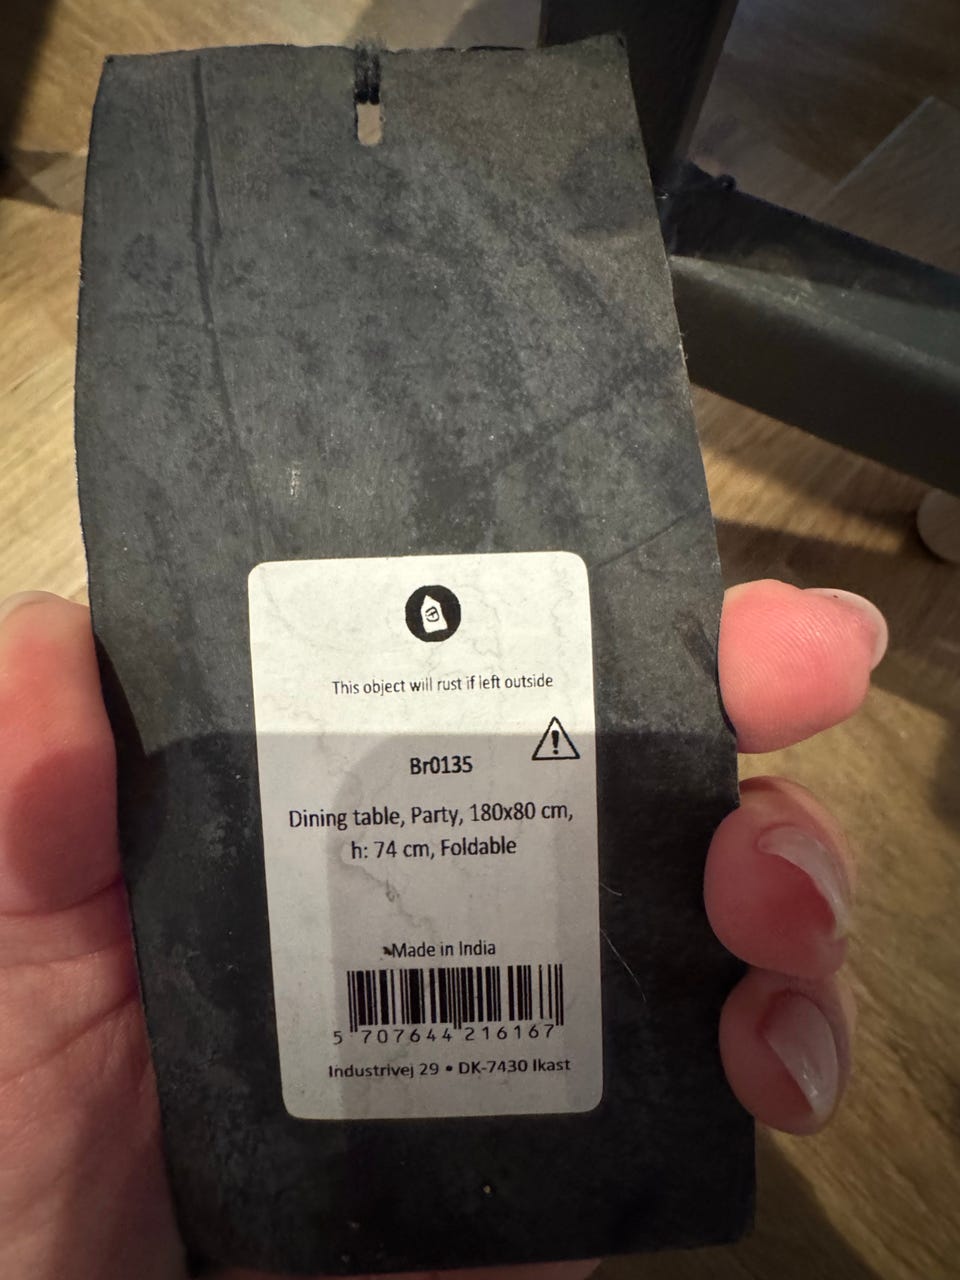 This object will rust if left outside
Br0135
Dining table, Party, 180x80 cm,
h: 74 cm, Foldable
Made in India
5 707644 216167
Industrivej 29 • DK-7430 Ikast